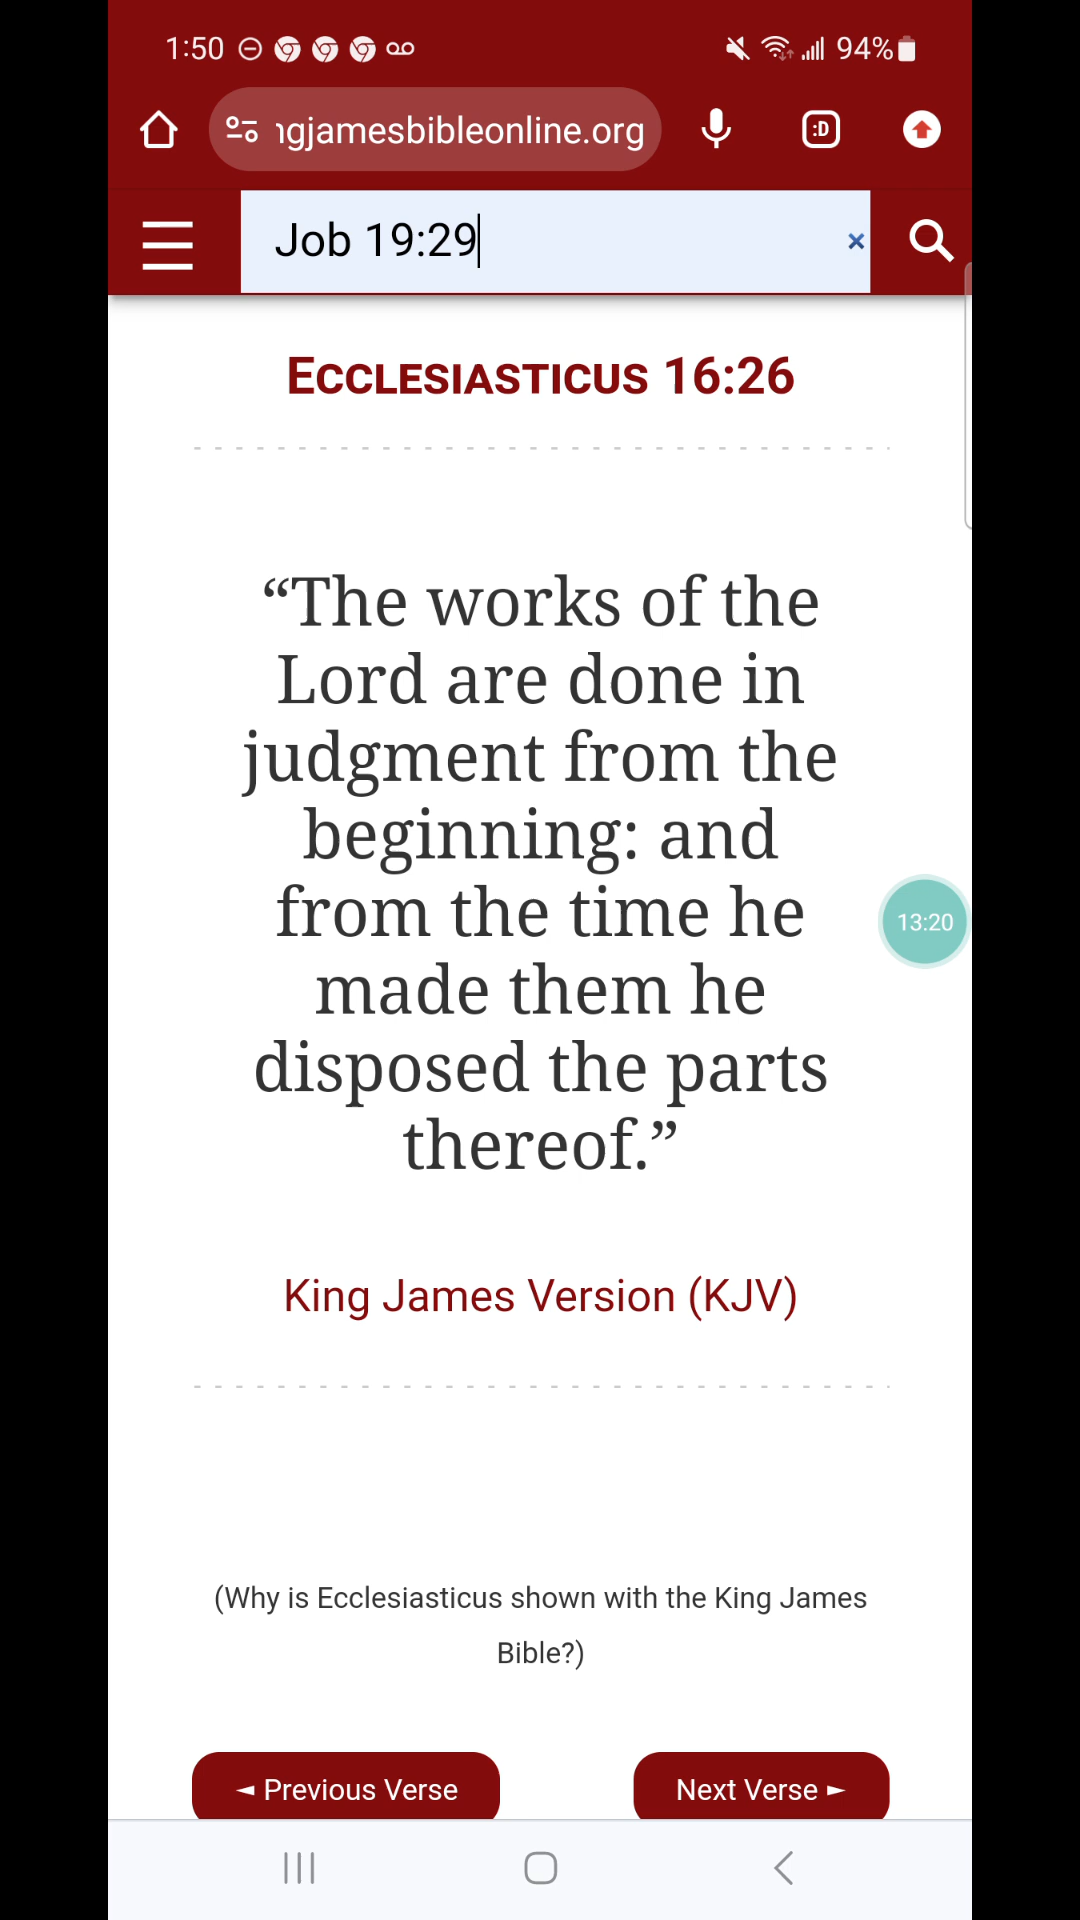 1:50
94%
ngjamesbibleonline.org
:D
Job 19:29
×
ECCLESIASTICUS 16:26
“The works of the
Lord are done in
judgment from the
beginning: and
from the time he
made them he
disposed the parts
thereof.”
13:20
King James Version (KJV)
(Why is Ecclesiasticus shown with the King James
Bible?)
◄ Previous Verse
Next Verse ►